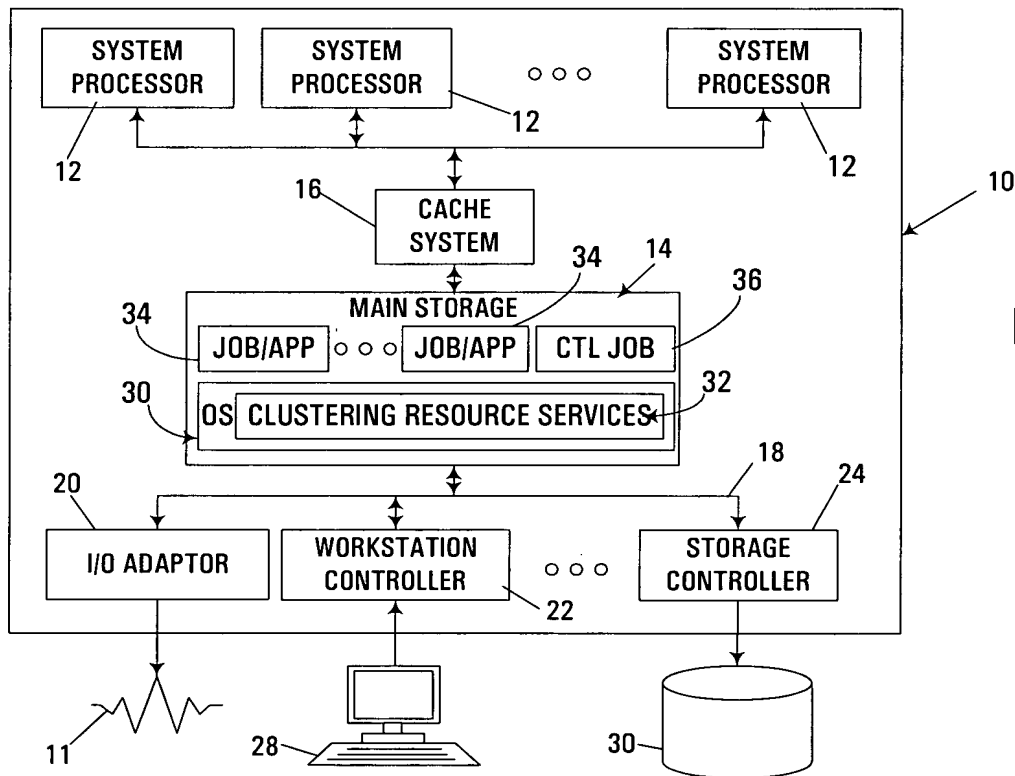 SYSTEM PROCESSOR
SYSTEM PROCESSOR
SYSTEM PROCESSOR
12
12
12
16
CACHE SYSTEM
10
34
14
36
MAIN STORAGE
34
JOB/APP
JOB/APP
CTL JOB
30
OS
CLUSTERING RESOURCE SERVICES
32
18
20
24
I/O ADAPTOR
WORKSTATION CONTROLLER
22
STORAGE CONTROLLER
11
28
30